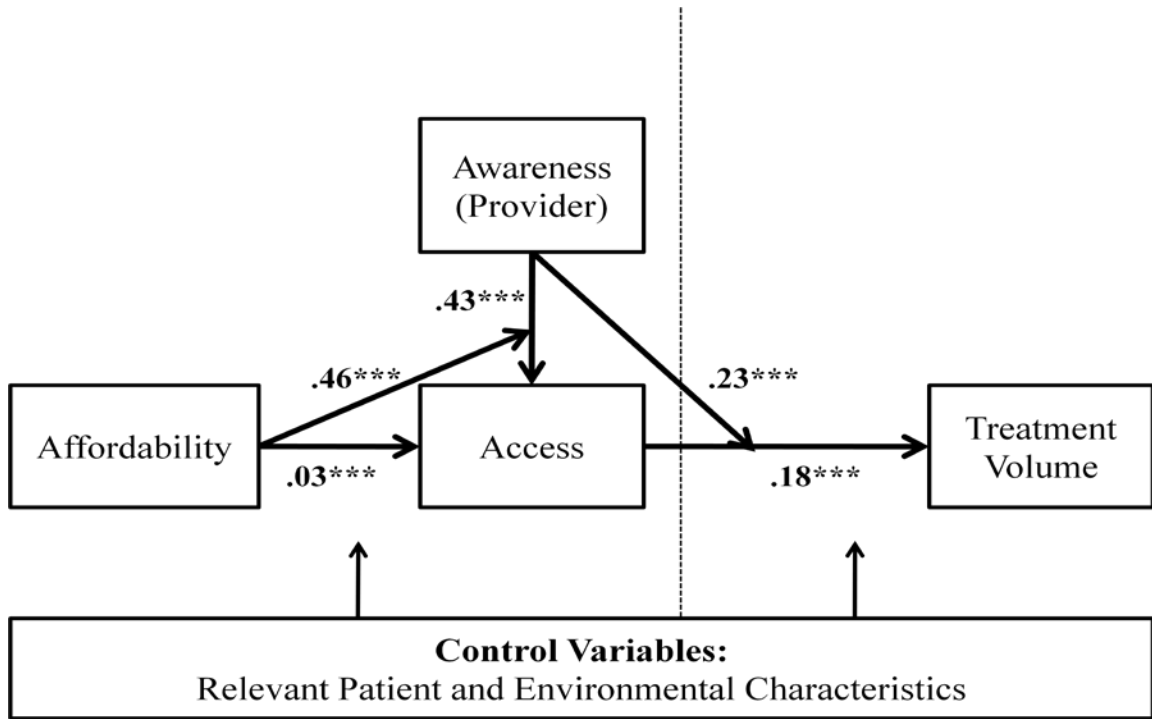 Awareness
(Provider)
.43***
.46***
.23***
Affordability
Access
Treatment
Volume
.03***
.18***
Control Variables:
Relevant Patient and Environmental Characteristics